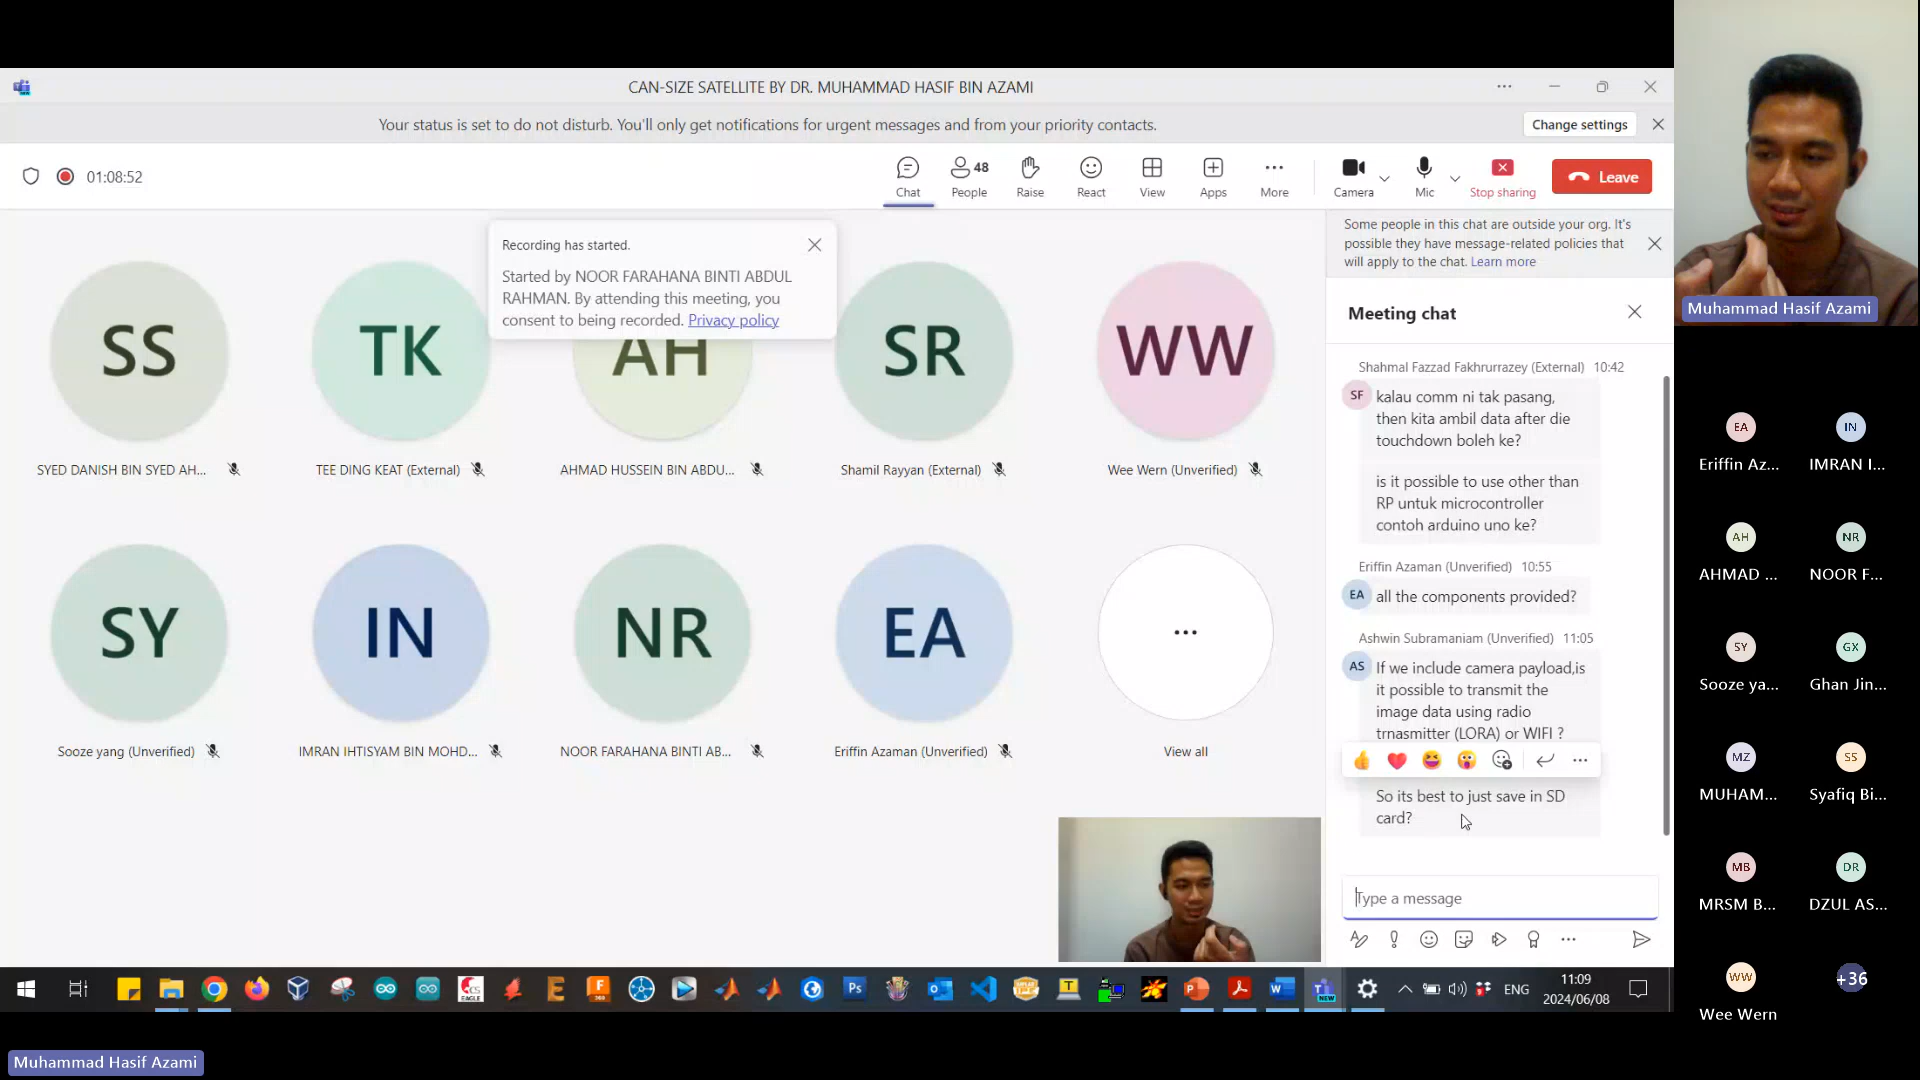 CAN-SIZE SATELLITE BY DR. MUHAMMAD HASIF BIN AZAMI
Your status is set to do not disturb. You'll only get notifications for urgent messages and from your priority contacts.
Change settings
01:08:52
Chat
48
People
Raise
React
View
Apps
More
Camera
Mic
Stop sharing
Leave
Recording has started.
Started by NOOR FARAHANA BINTI ABDUL
RAHMAN. By attending this meeting, you
consent to being recorded. Privacy policy
SS
TK
AH
SR
WW
SYED DANISH BIN SYED AH...
TEE DING KEAT (External)
AHMAD HUSSEIN BIN ABDU...
Shamil Rayyan (External)
Wee Wern (Unverified)
SY
IN
NR
EA
...
Sooze yang (Unverified)
IMRAN IHTISYAM BIN MOHD...
NOOR FARAHANA BINTI AB...
Eriffin Azaman (Unverified)
View all
Some people in this chat are outside your org. It's
possible they have message-related policies that
will apply to the chat. Learn more
Meeting chat
Shahmal Fazzad Fakhrurrazey (External) 10:42
SF
kalau comm ni tak pasang,
then kita ambil data after die
touchdown boleh ke?
is it possible to use other than
RP untuk microcontroller
contoh arduino uno ke?
Eriffin Azaman (Unverified) 10:55
EA
all the components provided?
Ashwin Subramaniam (Unverified) 11:05
AS
If we include camera payload,is
it possible to transmit the
image data using radio
trnasmitter (LORA) or WIFI ?
So its best to just save in SD
card?
Type a message
Muhammad Hasif Azami
EA
IN
Eriffin Az...
IMRAN I...
AH
NR
AHMAD ...
NOOR F...
SY
GX
Sooze ya...
Ghan Jin...
MZ
SS
MUHAM...
Syafiq Bi...
MB
DR
MRSM B...
DZUL AS...
WW
+36
Wee Wern
ENG
11:09
2024/06/08
Muhammad Hasif Azami